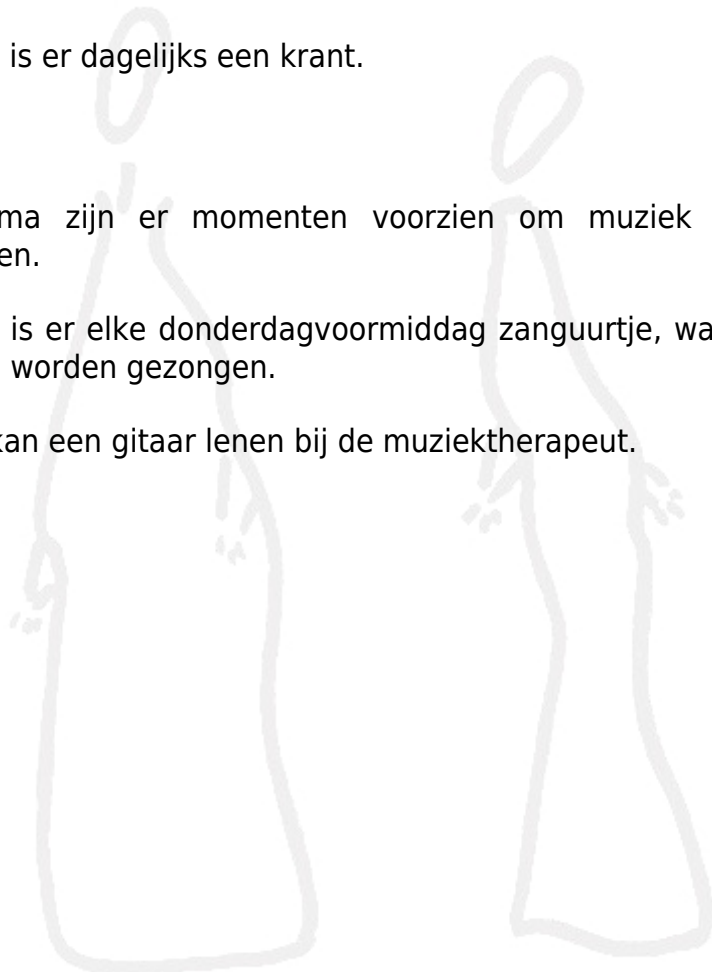 is er dagelijks een krant.
ma zijn er momenten voorzien om muziek
en.
is er elke donderdagvoormiddag zanguurtje, wa
worden gezongen.
kan een gitaar lenen bij de muziektherapeut.